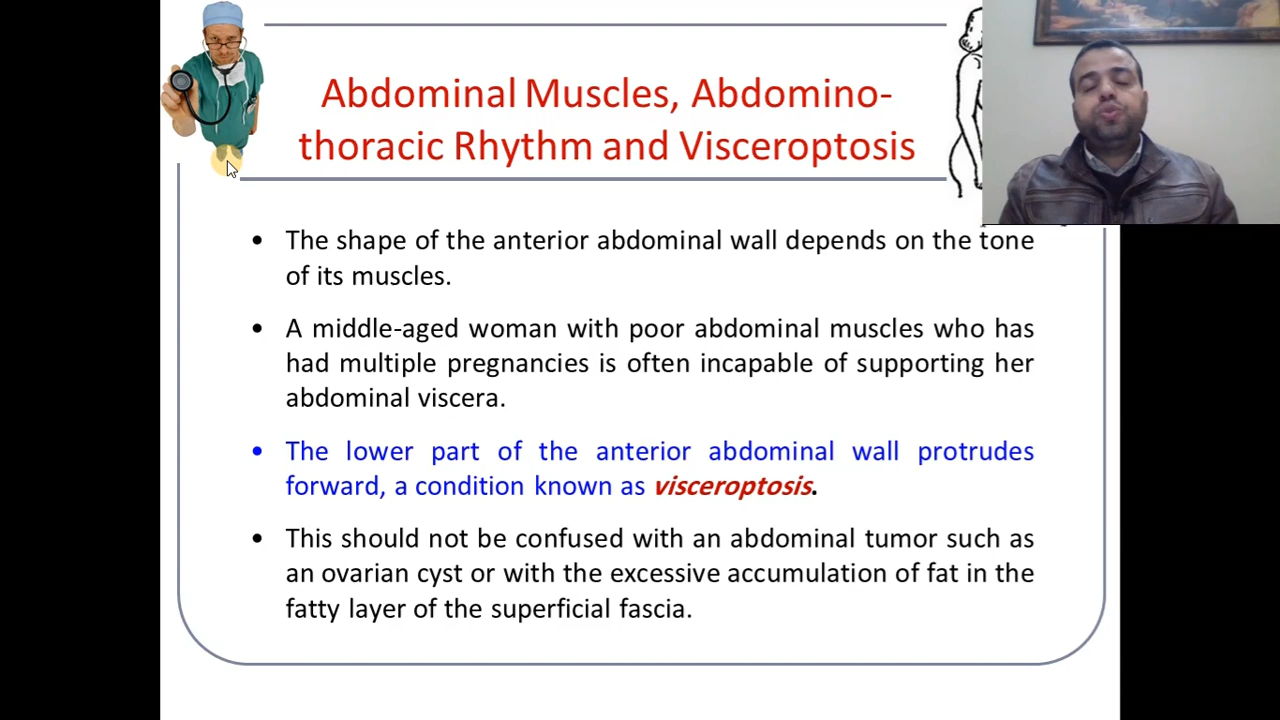 Abdominal Muscles, Abdomino-
thoracic Rhythm and Visceroptosis
• The shape of the anterior abdominal wall depends on the tone
of its muscles.
• A middle-aged woman with poor abdominal muscles who has
had multiple pregnancies is often incapable of supporting her
abdominal viscera.
• The lower part of the anterior abdominal wall protrudes
forward, a condition known as visceroptosis.
• This should not be confused with an abdominal tumor such as
an ovarian cyst or with the excessive accumulation of fat in the
fatty layer of the superficial fascia.